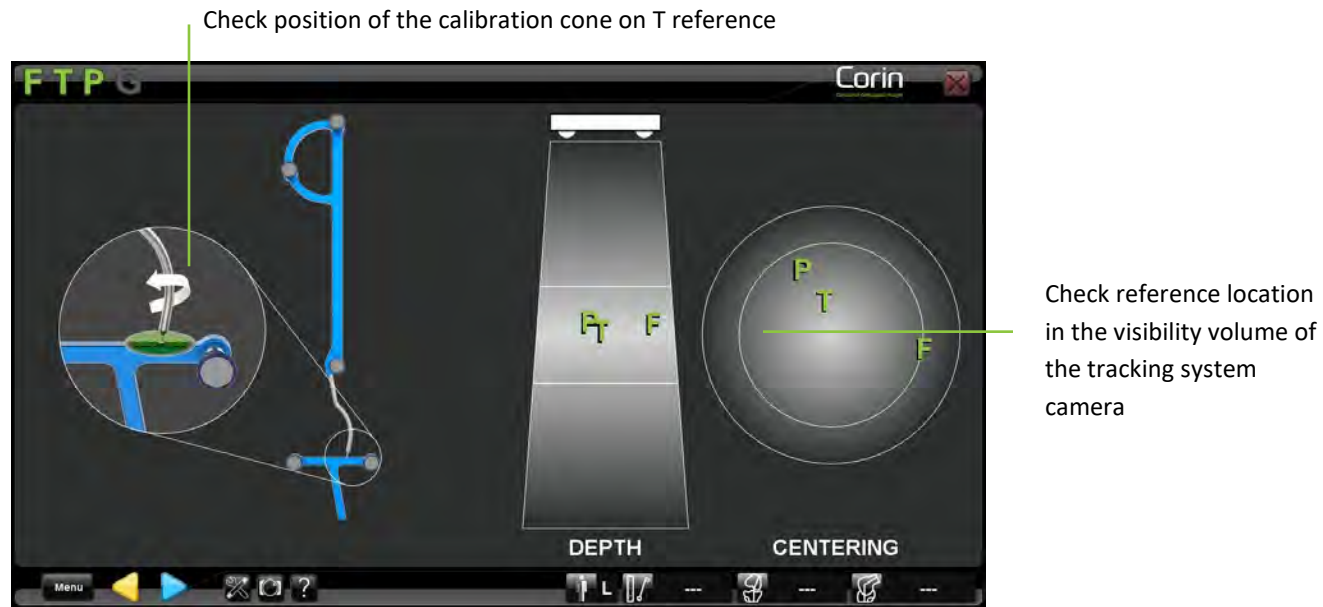 Check position of the calibration cone on T reference
F T P G
Corin
P
T
F
P
T
F
Check reference location
in the visibility volume of
the tracking system
camera
DEPTH
CENTERING
Menu
?
L
---
---
---